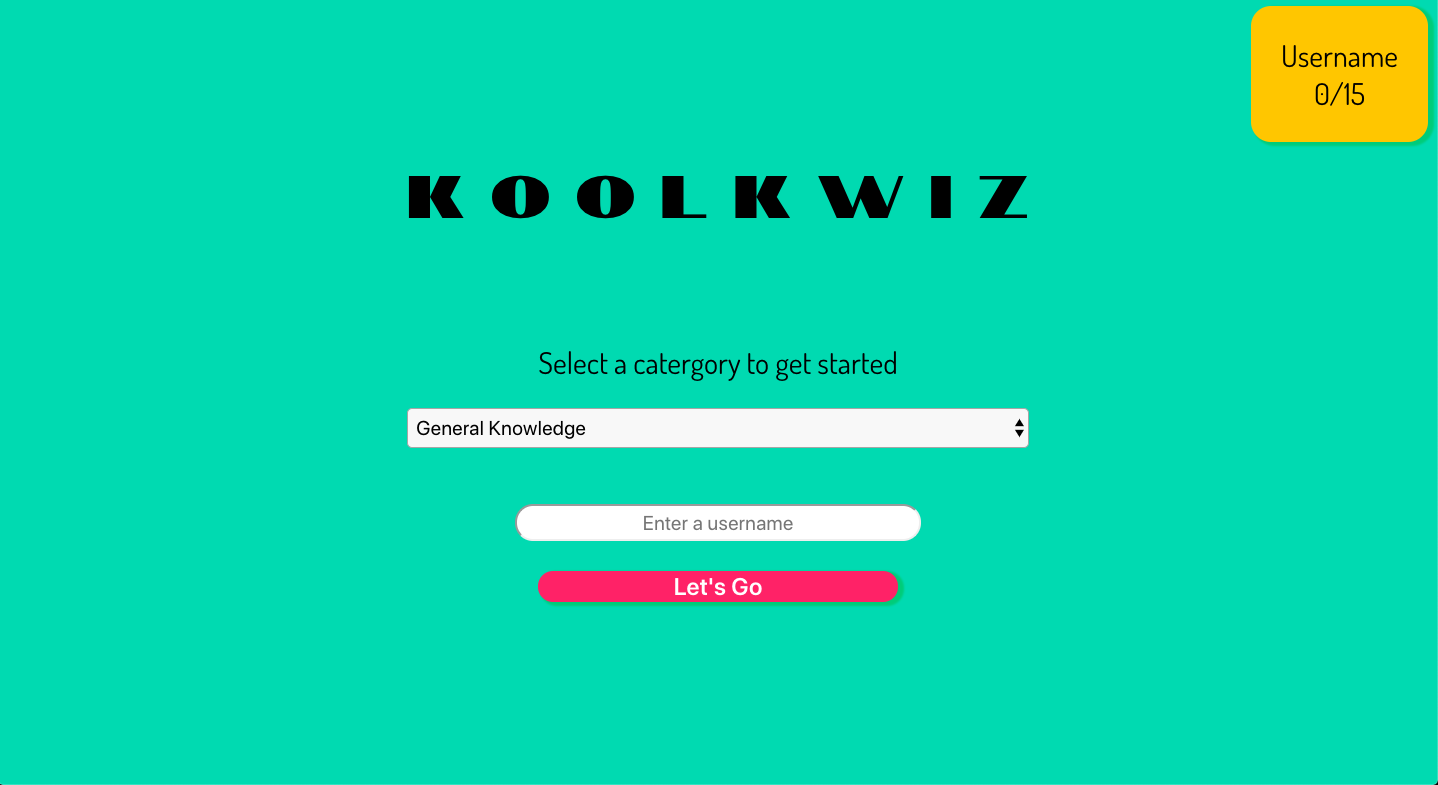 Username
0/15
KOOLKWIZ
Select a catergory to get started
General Knowledge
Enter a username
Let's Go